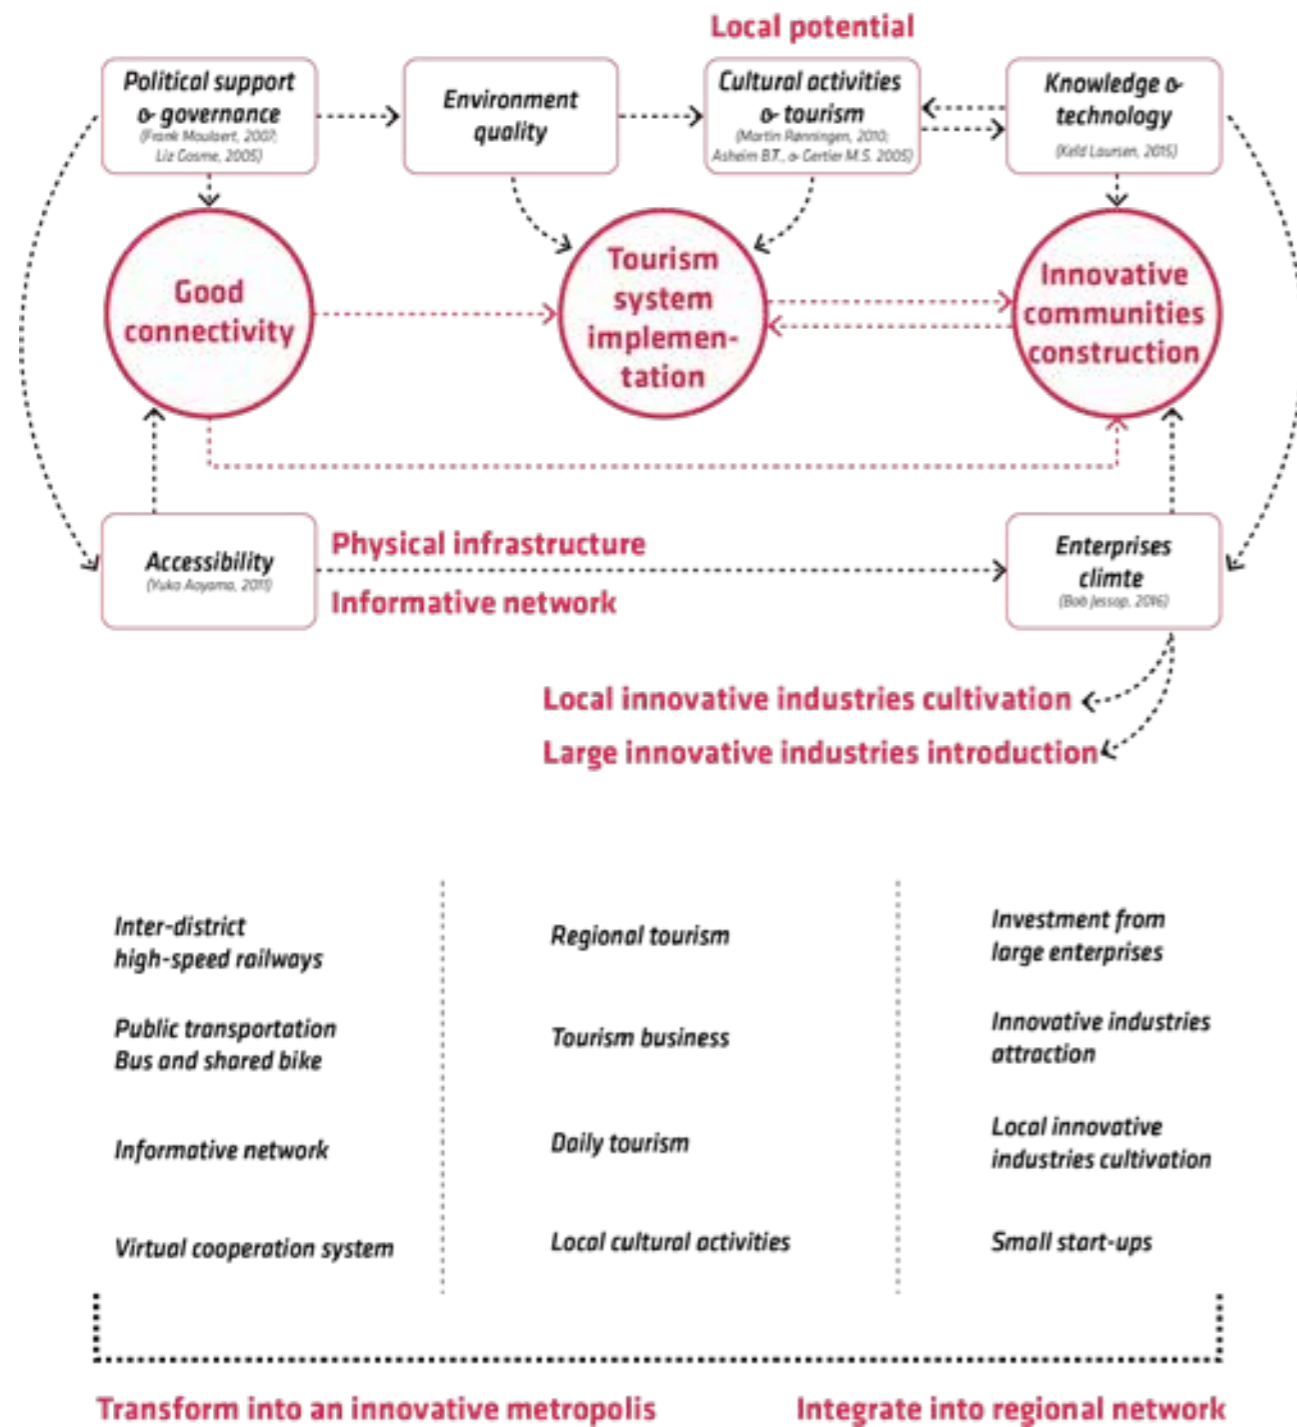 Local potential
Political support
& governance
(Frank Moulaert, 2007;
Liz Cosme, 2005)
Environment
quality
Cultural activities
& tourism
(Martin Rønningen, 2010;
Asheim B.T., & Gertler M.S. 2005)
Knowledge &
technology
(Keld Laursen, 2015)
Good
connectivity
Tourism
system
implemen-
tation
Innovative
communities
construction
Accessibility
(Yuko Aoyama, 2011)
Physical infrastructure
Informative network
Enterprises
climte
(Bob Jessop, 2016)
Local innovative industries cultivation
Large innovative industries introduction
Inter-district
high-speed railways
Public transportation
Bus and shared bike
Informative network
Virtual cooperation system
Regional tourism
Tourism business
Daily tourism
Local cultural activities
Investment from
large enterprises
Innovative industries
attraction
Local innovative
industries cultivation
Small start-ups
Transform into an innovative metropolis
Integrate into regional network